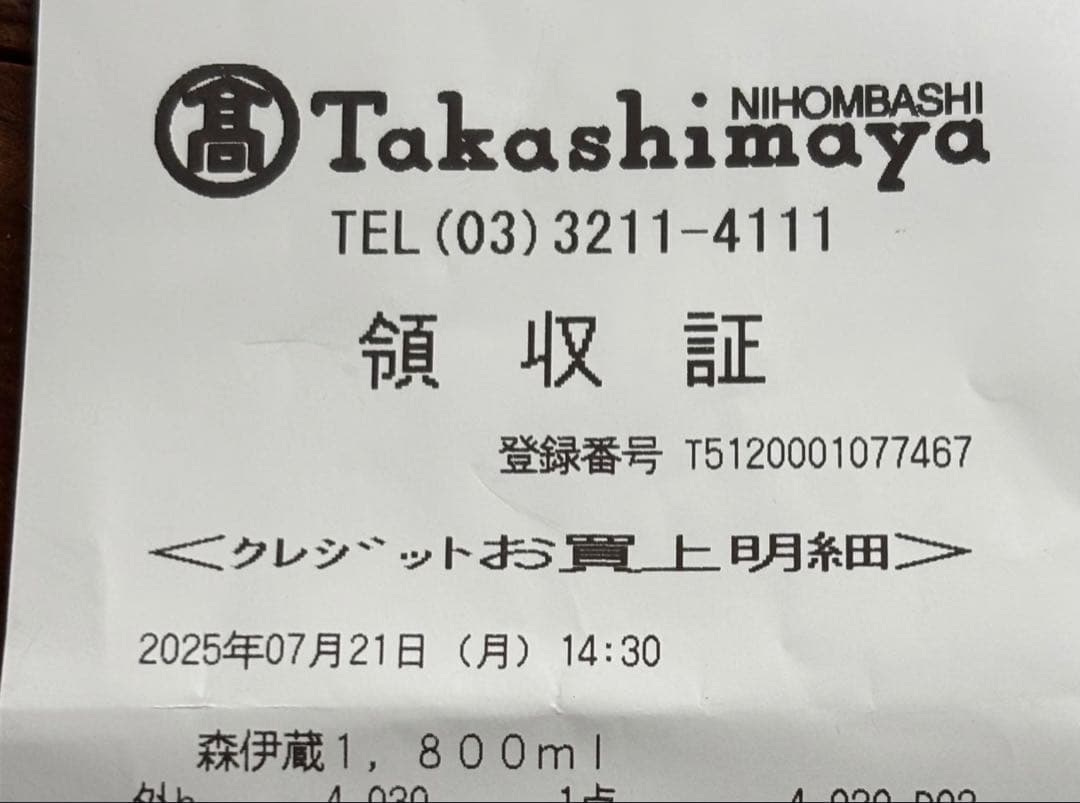 髙 Takashimaya NIHOMBASHI
TEL(03)3211-4111
領収証
登録番号 T5120001077467
<クレジットお買上明細>
2025年07月21日(月) 14:30
森伊蔵1,800ml